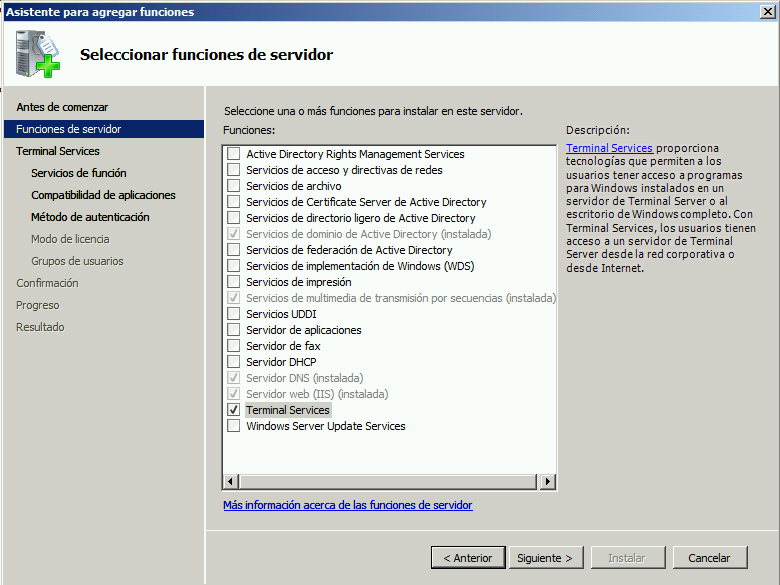 Asistente para agregar funciones
Seleccionar funciones de servidor
Antes de comenzar
Funciones de servidor
Terminal Services
Servicios de función
Compatibilidad de aplicaciones
Método de autenticación
Modo de licencia
Grupos de usuarios
Confirmación
Progreso
Resultado
Seleccione una o más funciones para instalar en este servidor.
Funciones:
Active Directory Rights Management Services
Servicios de acceso y directivas de redes
Servicios de archivo
Servicios de Certificate Server de Active Directory
Servicios de directorio ligero de Active Directory
Servicios de dominio de Active Directory (instalada)
Servicios de federación de Active Directory
Servicios de implementación de Windows (WDS)
Servicios de impresión
Servicios de multimedia de transmisión por secuencias (instalada)
Servicios UDDI
Servidor de aplicaciones
Servidor de fax
Servidor DHCP
Servidor DNS (instalada)
Servidor web (IIS) (instalada)
Terminal Services
Windows Server Update Services
Más información acerca de las funciones de servidor
Descripción:
Terminal Services proporciona
tecnologías que permiten a los
usuarios tener acceso a programas
para Windows instalados en un
servidor de Terminal Server o al
escritorio de Windows completo. Con
Terminal Services, los usuarios tienen
acceso a un servidor de Terminal
Server desde la red corporativa o
desde Internet.
< Anterior
Siguiente >
Instalar
Cancelar